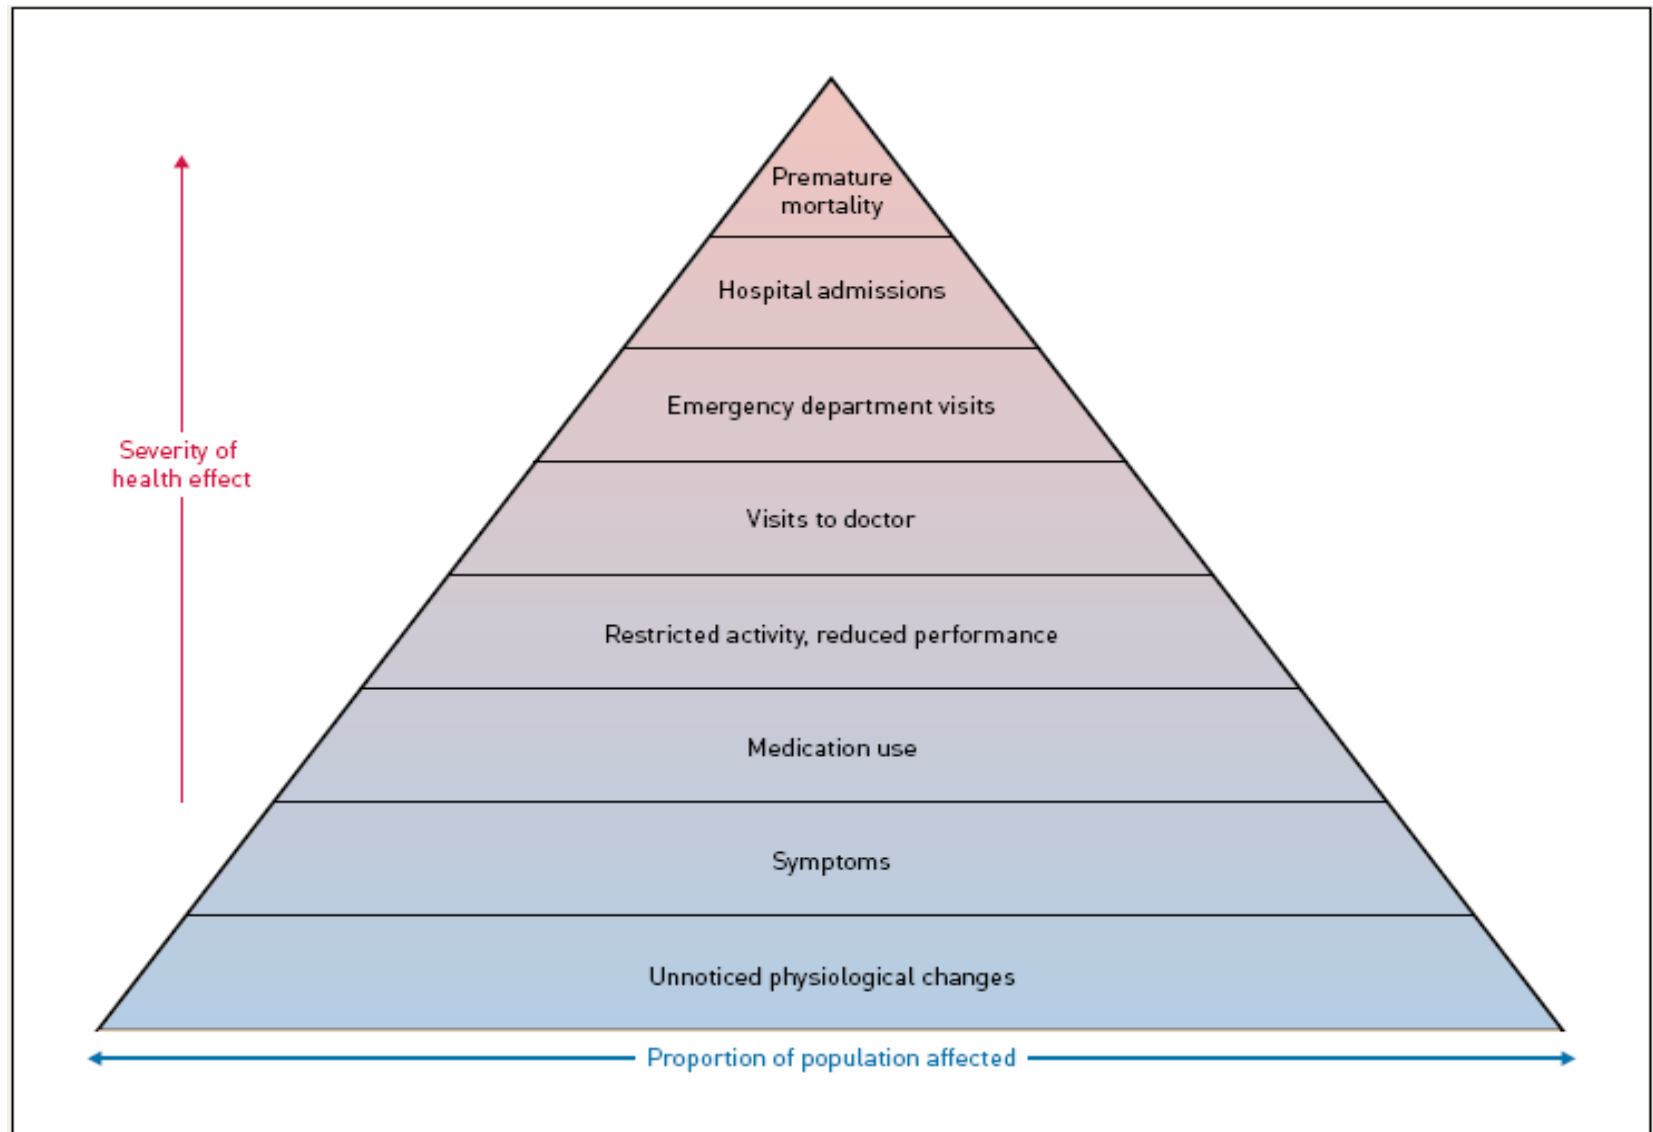 Premature
mortality
Hospital admissions
Emergency department visits
Severity of
health effect
Visits to doctor
Restricted activity, reduced performance
Medication use
Symptoms
Unnoticed physiological changes
Proportion of population affected